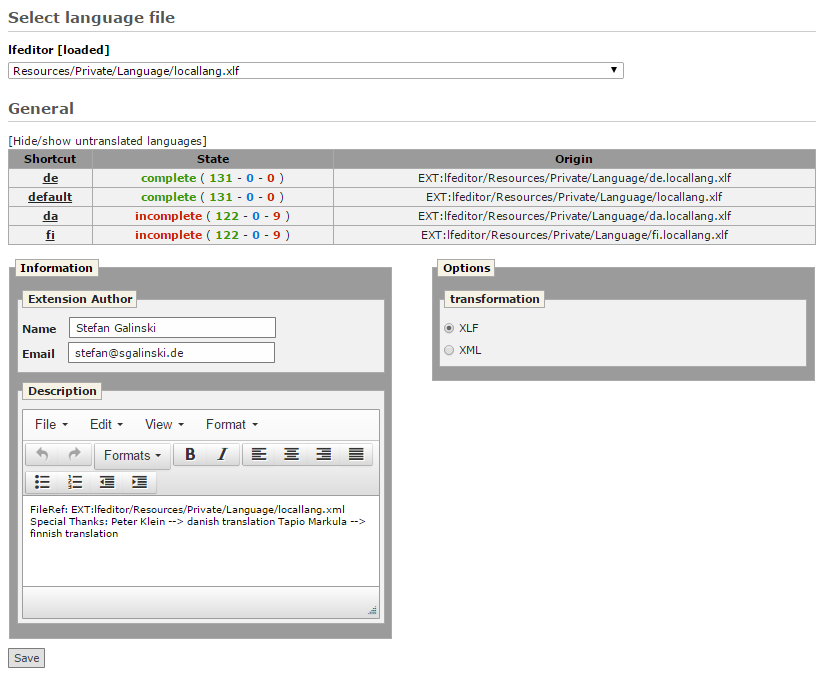 Select language file
lfeditor [loaded]
Resources/Private/Language/locallang.xlf
General
[Hide/show untranslated languages]
Shortcut State Origin
de complete ( 131 - 0 - 0 ) EXT:lfeditor/Resources/Private/Language/de.locallang.xlf
default complete ( 131 - 0 - 0 ) EXT:lfeditor/Resources/Private/Language/locallang.xlf
da incomplete ( 122 - 0 - 9 ) EXT:lfeditor/Resources/Private/Language/da.locallang.xlf
fi incomplete ( 122 - 0 - 9 ) EXT:lfeditor/Resources/Private/Language/fi.locallang.xlf
Information
Extension Author
Name Stefan Galinski
Email stefan@sgalinski.de
Description
File Edit View Format
Formats B I
FileRef: EXT:lfeditor/Resources/Private/Language/locallang.xml
Special Thanks: Peter Klein --> danish translation Tapio Markula -->
finnish translation
Save
Options
transformation
XLF
XML